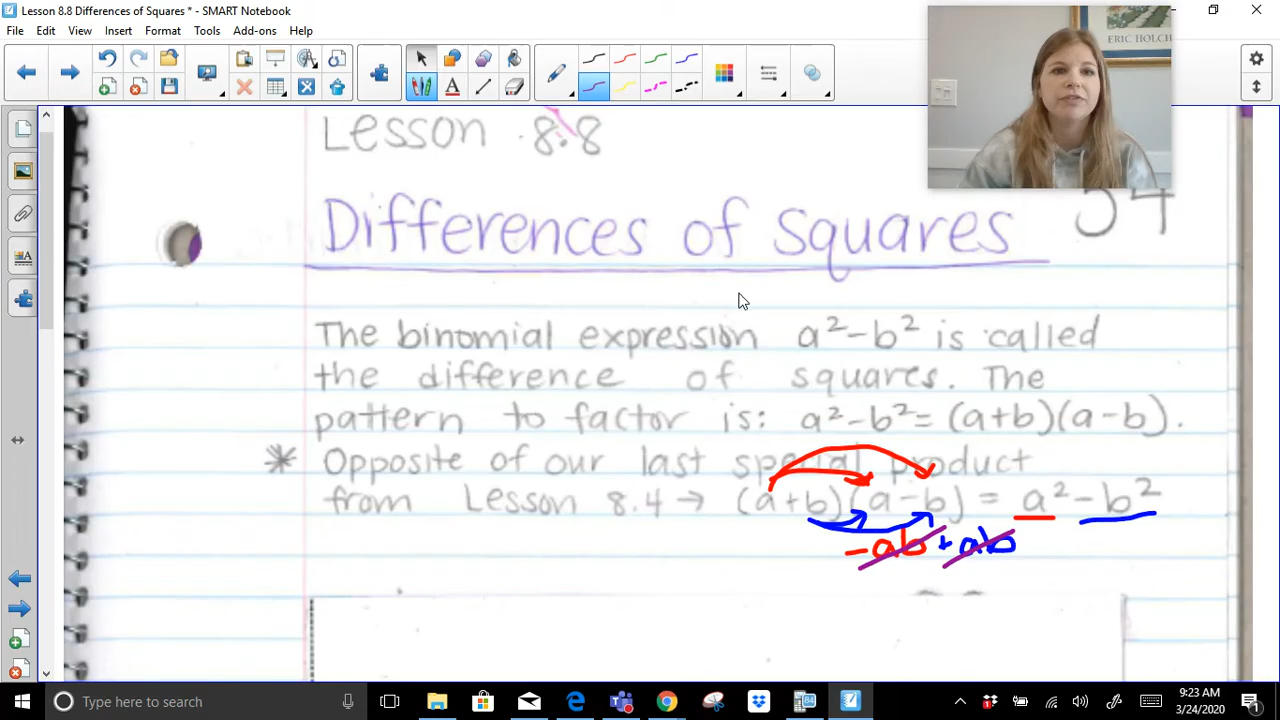 Lesson 8.8 Differences of Squares * - SMART Notebook
File Edit View Insert Format Tools Add-ons Help
ERIC HOLCH
Lesson 8.8
54
Differences of Squares
The binomial expression a²-b² is called
the difference of squares. The
pattern to factor is: a²-b²=(a+b)(a-b).
* Opposite of our last special product
from Lesson 8.4 → (a+b)(a-b) = a²-b²
-ab +ab
Type here to search
9:23 AM
3/24/2020